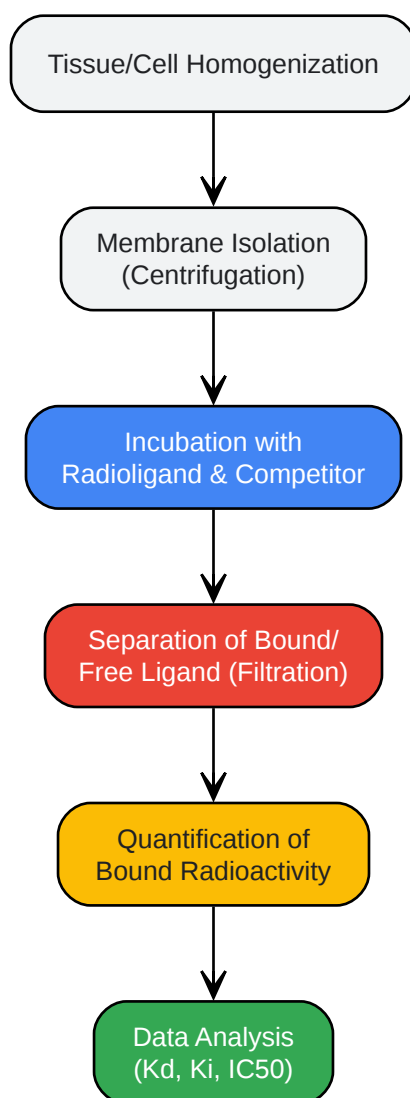 Tissue/Cell Homogenization
Membrane Isolation
(Centrifugation)
Incubation with
Radioligand & Competitor
Separation of Bound/
Free Ligand (Filtration)
Quantification of
Bound Radioactivity
Data Analysis
(Kd, Ki, IC50)